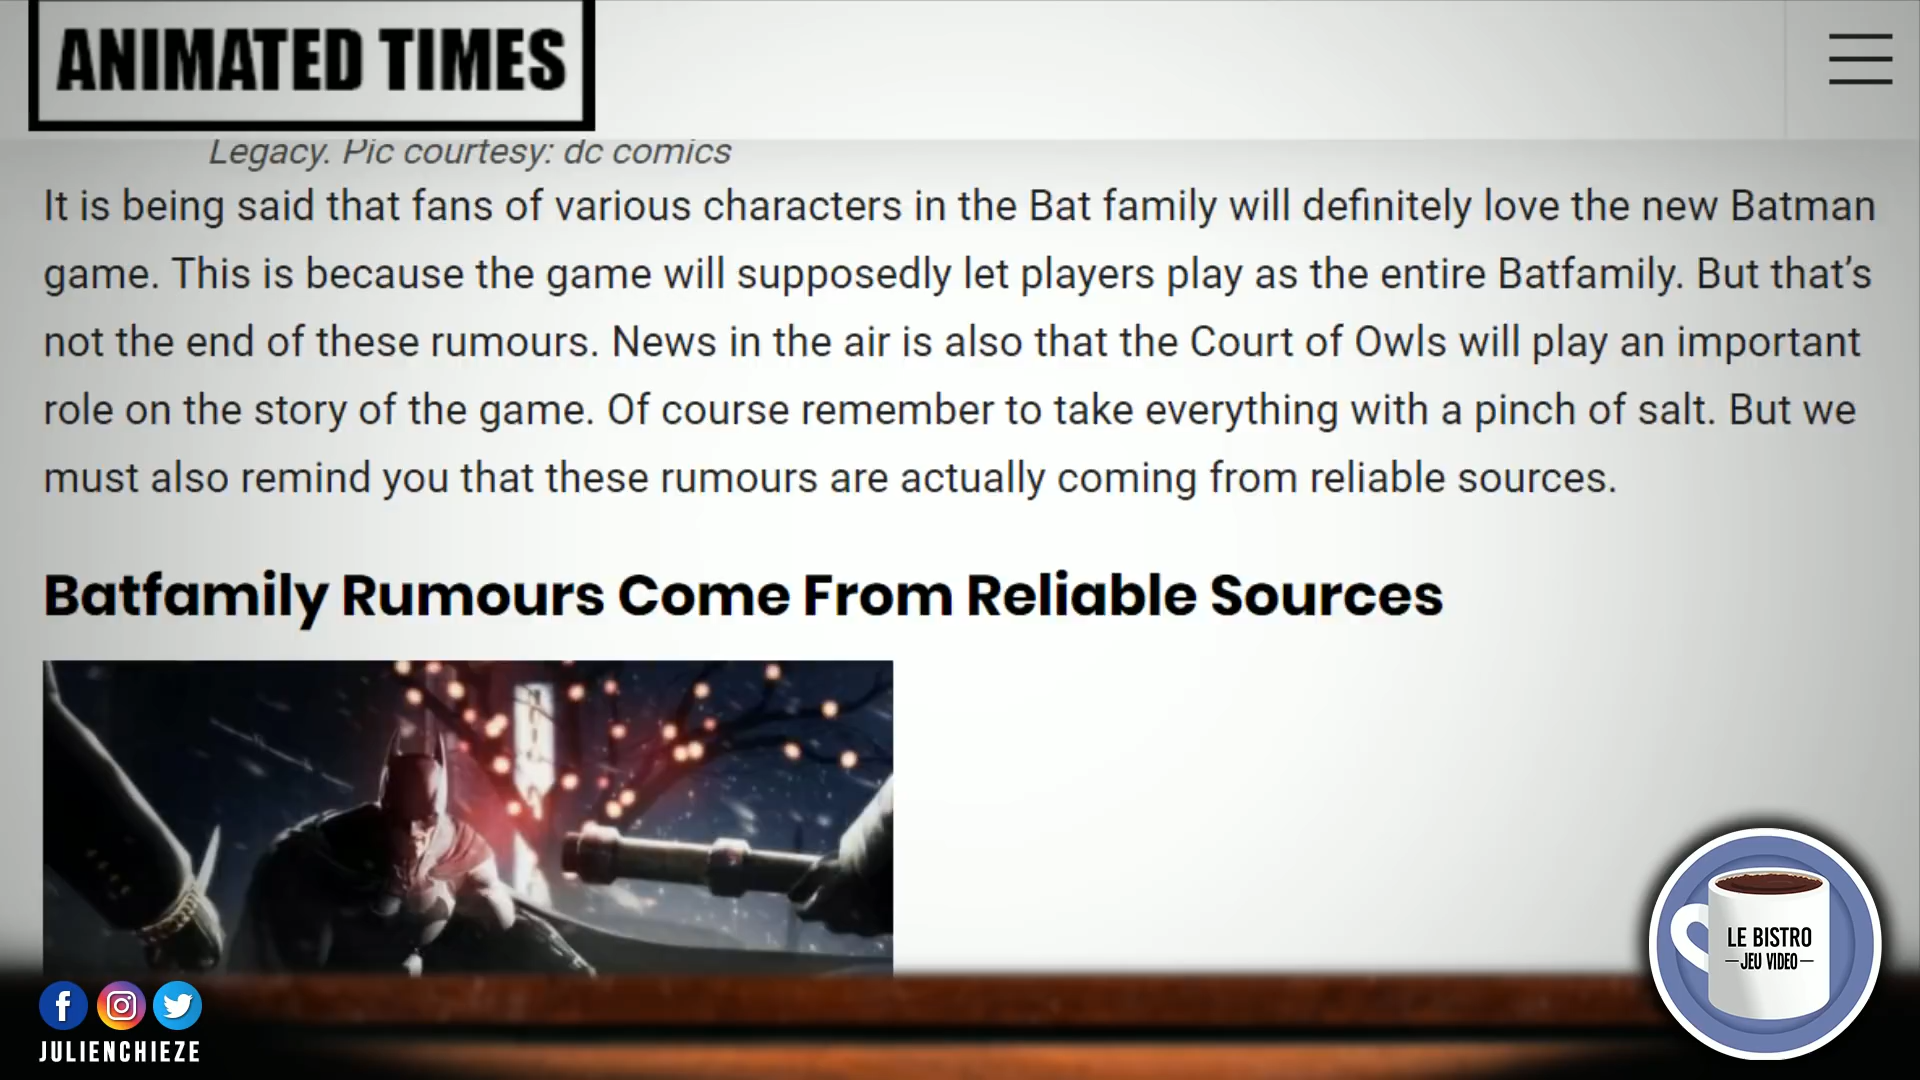 ANIMATED TIMES
Legacy. Pic courtesy: dc comics
It is being said that fans of various characters in the Bat family will definitely love the new Batman
game. This is because the game will supposedly let players play as the entire Batfamily. But that’s
not the end of these rumours. News in the air is also that the Court of Owls will play an important
role on the story of the game. Of course remember to take everything with a pinch of salt. But we
must also remind you that these rumours are actually coming from reliable sources.
Batfamily Rumours Come From Reliable Sources
LE BISTRO
JEU VIDEO
JULIENCHIEZE